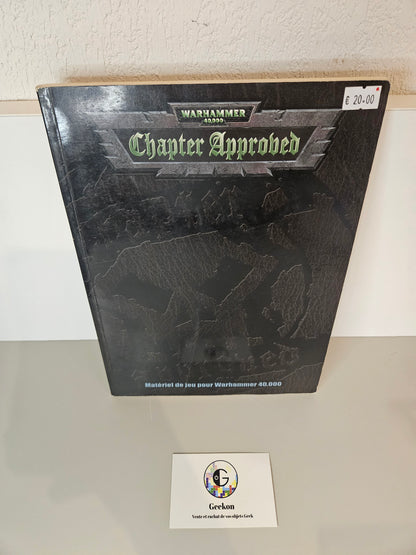 WARHAMMER
40,000
€ 20.00
Chapter Approved
Matériel de jeu pour Warhammer 40.000
G
Geekon
Vente et rachat de vos objets Geek